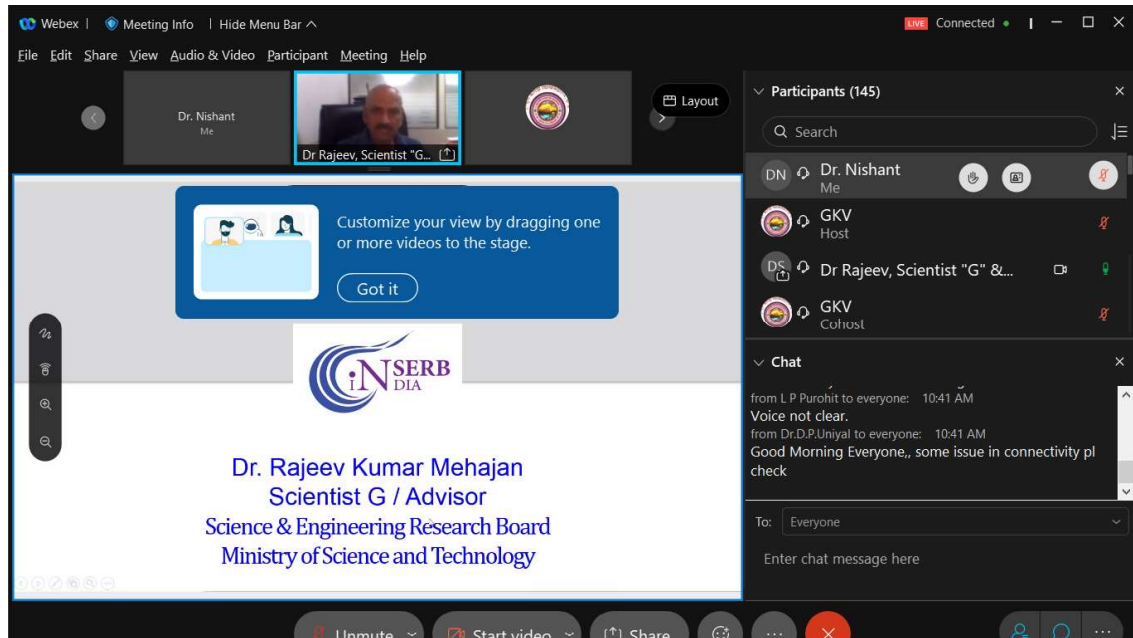 Webex
Meeting Info
Hide Menu Bar
LIVE Connected
File Edit Share View Audio & Video Participant Meeting Help
Dr. Nishant
Me
Dr Rajeev, Scientist "G...
Layout
Customize your view by dragging one
or more videos to the stage.
Got it
iNSERB
DIA
Dr. Rajeev Kumar Mehajan
Scientist G / Advisor
Science & Engineering Research Board
Ministry of Science and Technology
Participants (145)
Search
DN Dr. Nishant
Me
GKV
Host
DS Dr Rajeev, Scientist "G" &...
GKV
Cohost
Chat
from L P Purohit to everyone: 10:41 AM
Voice not clear.
from Dr.D.P.Uniyal to everyone: 10:41 AM
Good Morning Everyone,, some issue in connectivity pl
check
To: Everyone
Enter chat message here
Unmute
Start video
Share